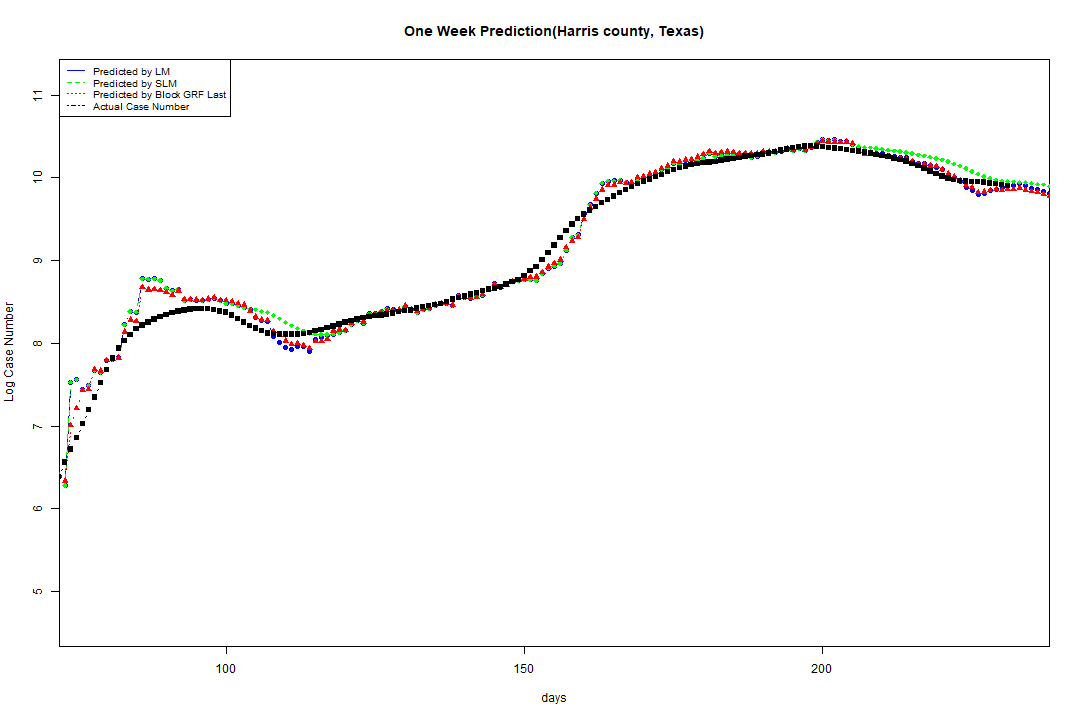 One Week Prediction(Harris county, Texas)
Predicted by LM
Predicted by SLM
Predicted by Block GRF Last
Actual Case Number
11
10
9
8
7
6
5
Log Case Number
100 150 200
days